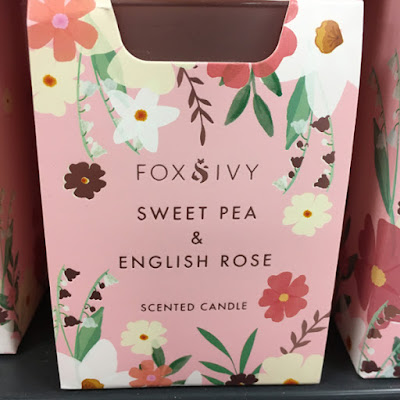 FOX & IVY
SWEET PEA
&
ENGLISH ROSE
SCENTED CANDLE